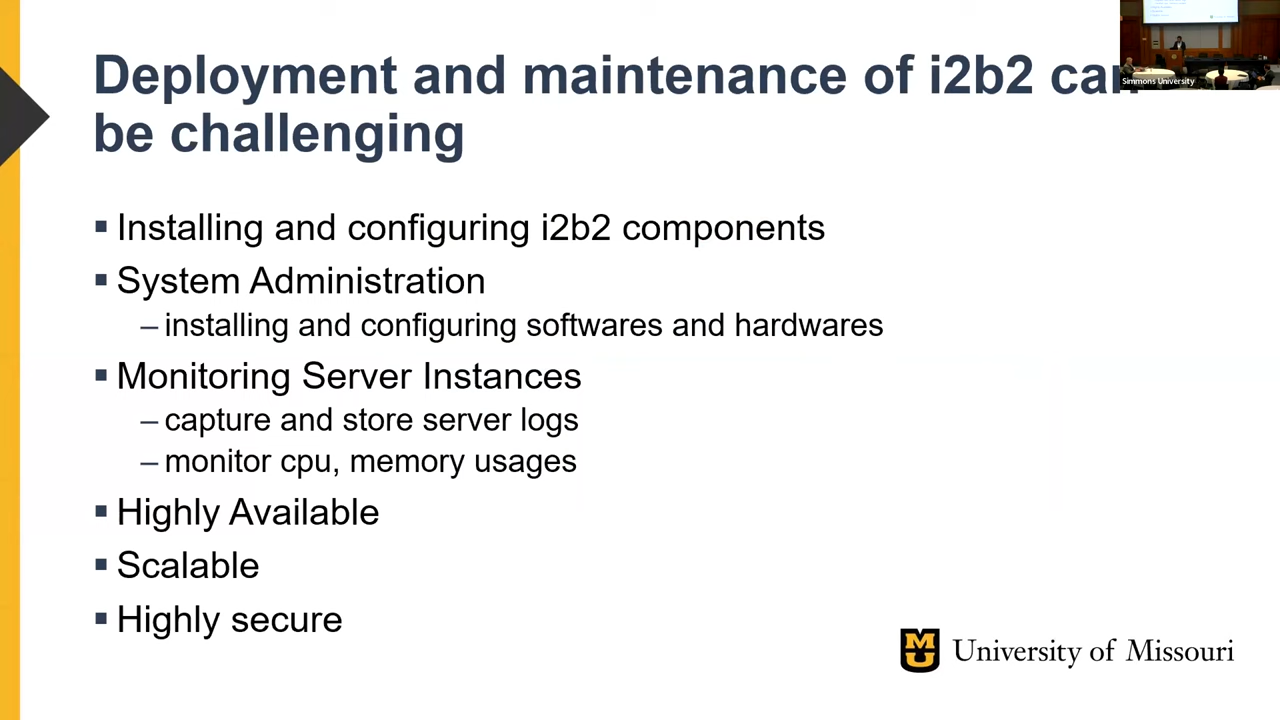 Deployment and maintenance of i2b2 can
be challenging
▪ Installing and configuring i2b2 components
▪ System Administration
– installing and configuring softwares and hardwares
▪ Monitoring Server Instances
– capture and store server logs
– monitor cpu, memory usages
▪ Highly Available
▪ Scalable
▪ Highly secure
Simmons University
MU
University of Missouri